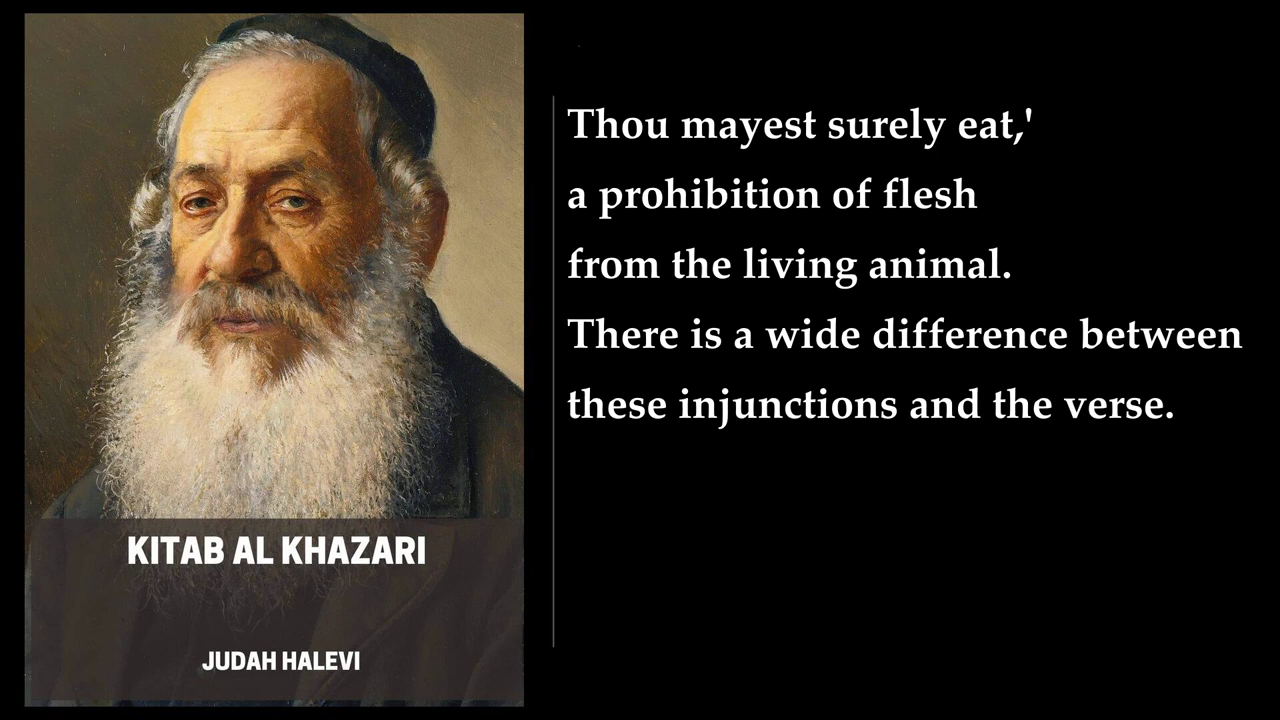 Thou mayest surely eat,'
a prohibition of flesh
from the living animal.
There is a wide difference between
these injunctions and the verse.
KITAB AL KHAZARI
JUDAH HALEVI